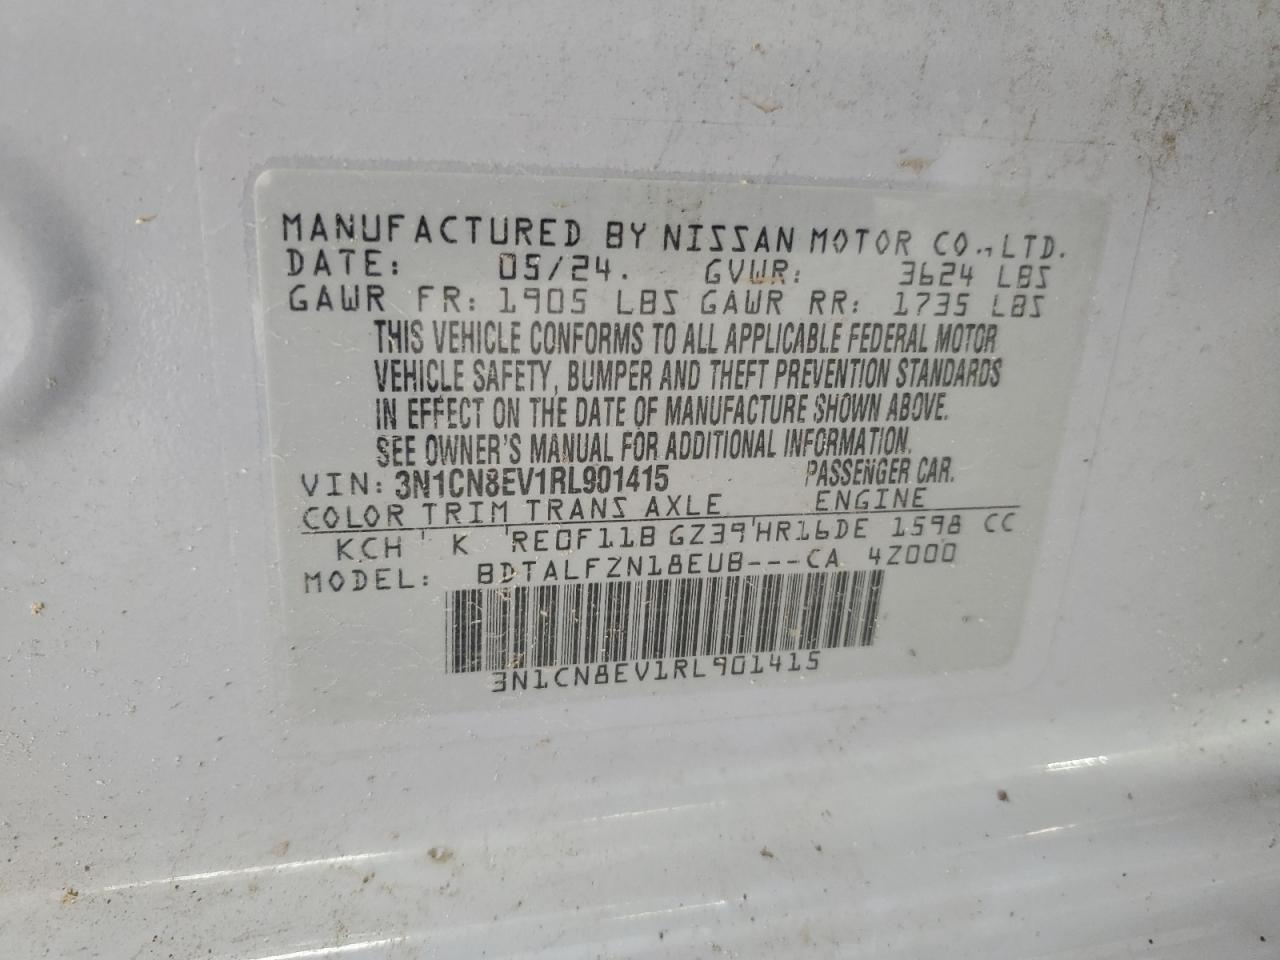 MANUFACTURED BY NISSAN MOTOR CO., LTD.
DATE: 05/24. GVWR: 3624 LBS
GAWR FR: 1905 LBS GAWR RR: 1735 LBS
THIS VEHICLE CONFORMS TO ALL APPLICABLE FEDERAL MOTOR
VEHICLE SAFETY, BUMPER AND THEFT PREVENTION STANDARDS
IN EFFECT ON THE DATE OF MANUFACTURE SHOWN ABOVE.
SEE OWNER'S MANUAL FOR ADDITIONAL INFORMATION.
VIN: 3N1CN8EV1RL901415 PASSENGER CAR.
COLOR TRIM TRANS AXLE ENGINE
KCH ' K 'RE0F11B GZ39'HR16DE 1598 CC
MODEL: BDTALFZN18EUB---CA 4Z000
3N1CN8EV1RL901415